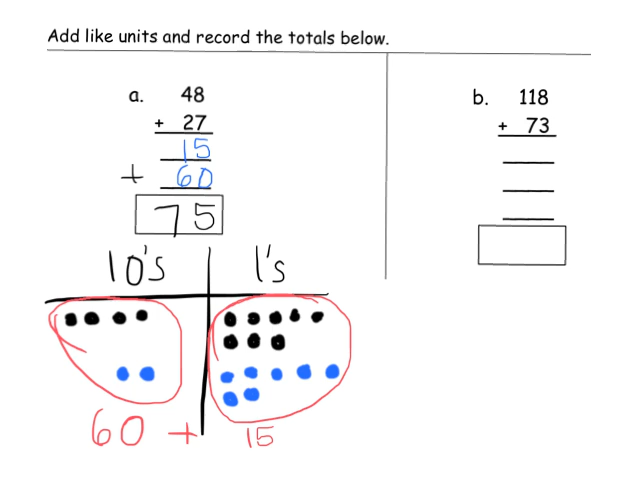 Add like units and record the totals below.
a. 48
+ 27
15
+ 60
75
b. 118
+ 73
10's 1's
60 + 15